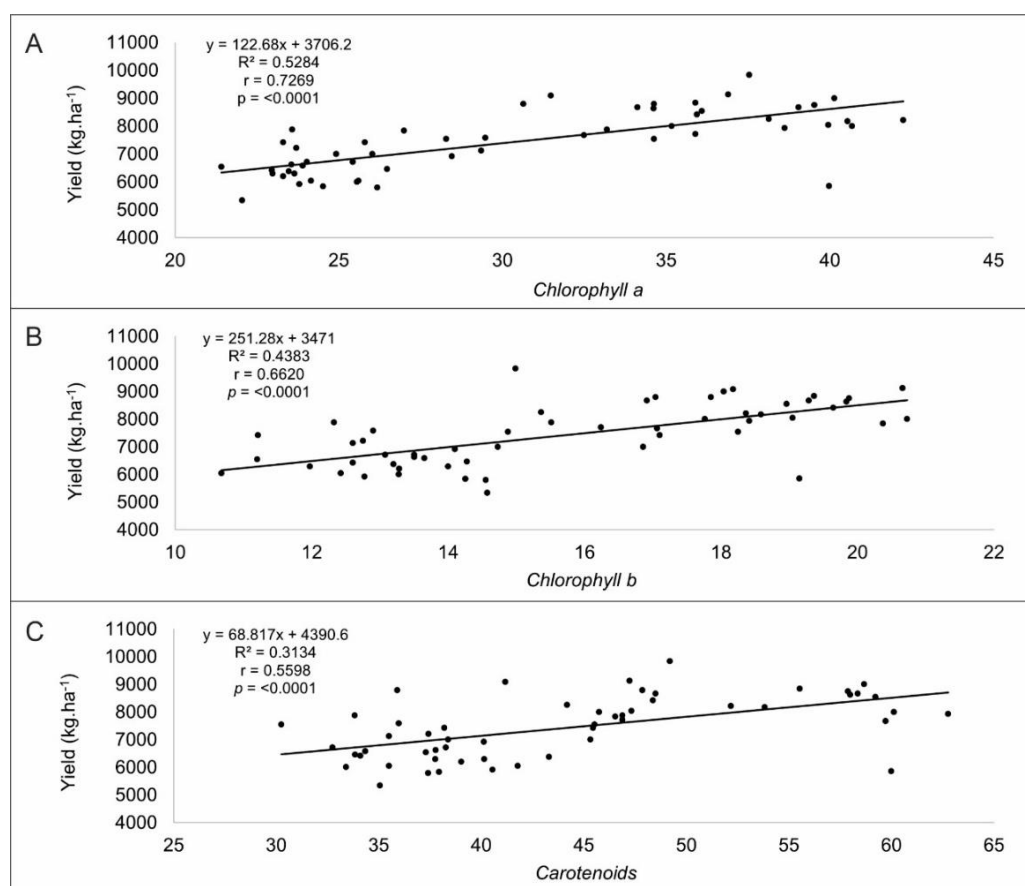 A
y = 122.68x + 3706.2
R² = 0.5284
r = 0.7269
p = <0.0001
Yield (kg.ha⁻¹)
11000
10000
9000
8000
7000
6000
5000
4000
20 25 30 35 40 45
Chlorophyll a
B
y = 251.28x + 3471
R² = 0.4383
r = 0.6620
p = <0.0001
Yield (kg.ha⁻¹)
11000
10000
9000
8000
7000
6000
5000
4000
10 12 14 16 18 20 22
Chlorophyll b
C
y = 68.817x + 4390.6
R² = 0.3134
r = 0.5598
p = <0.0001
Yield (kg.ha⁻¹)
11000
10000
9000
8000
7000
6000
5000
4000
25 30 35 40 45 50 55 60 65
Carotenoids